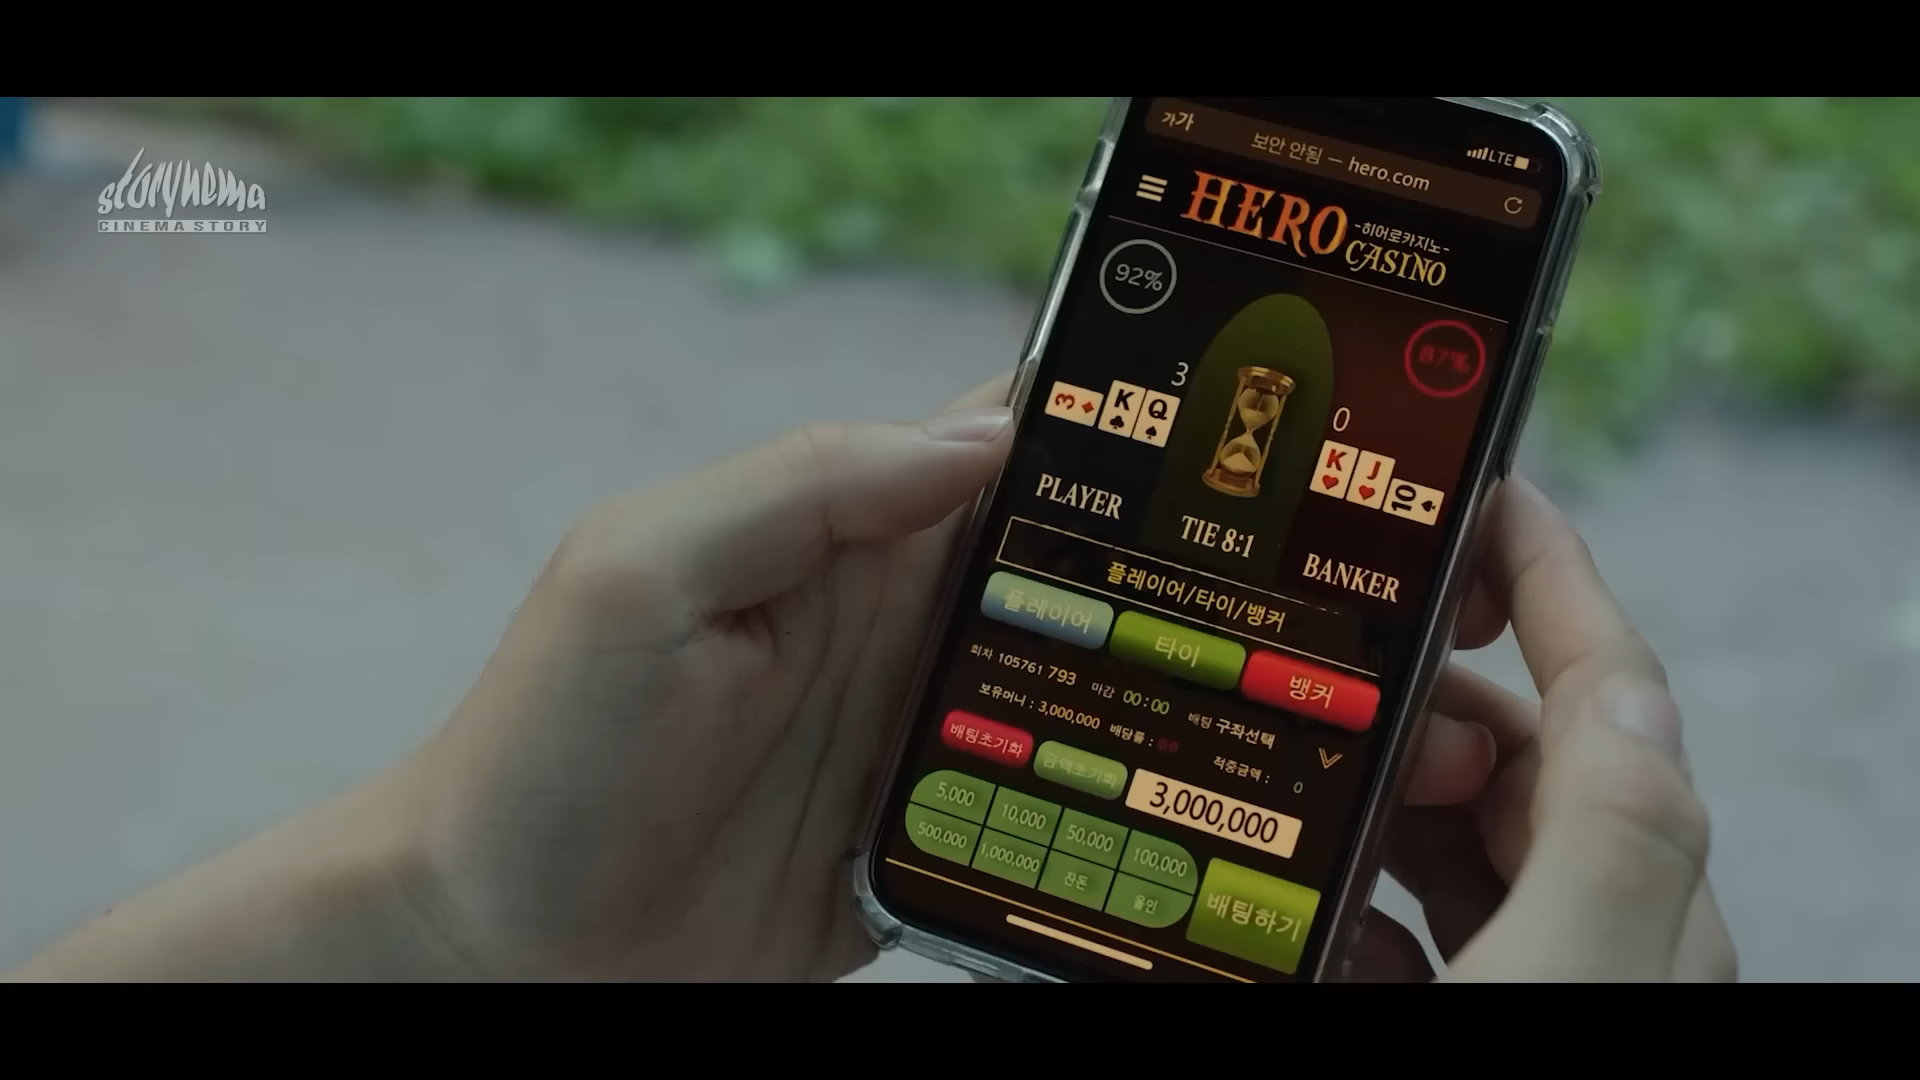 storynema
CINEMA STORY
가가
보안 안됨 — hero.com
LTE
HERO
-히어로카지노-
CASINO
92%
87%
3
3 K Q
0
K J 10
PLAYER
TIE 8:1
BANKER
플레이어/타이/뱅커
플레이어 타이 뱅커
회차 105761 793 마감 00:00 배팅 구좌선택
보유머니 : 3,000,000 배당률 : 적중금액 : 0
배팅초기화 금액초기화 3,000,000
5,000 10,000 50,000 100,000
500,000 1,000,000 잔돈 올인
배팅하기